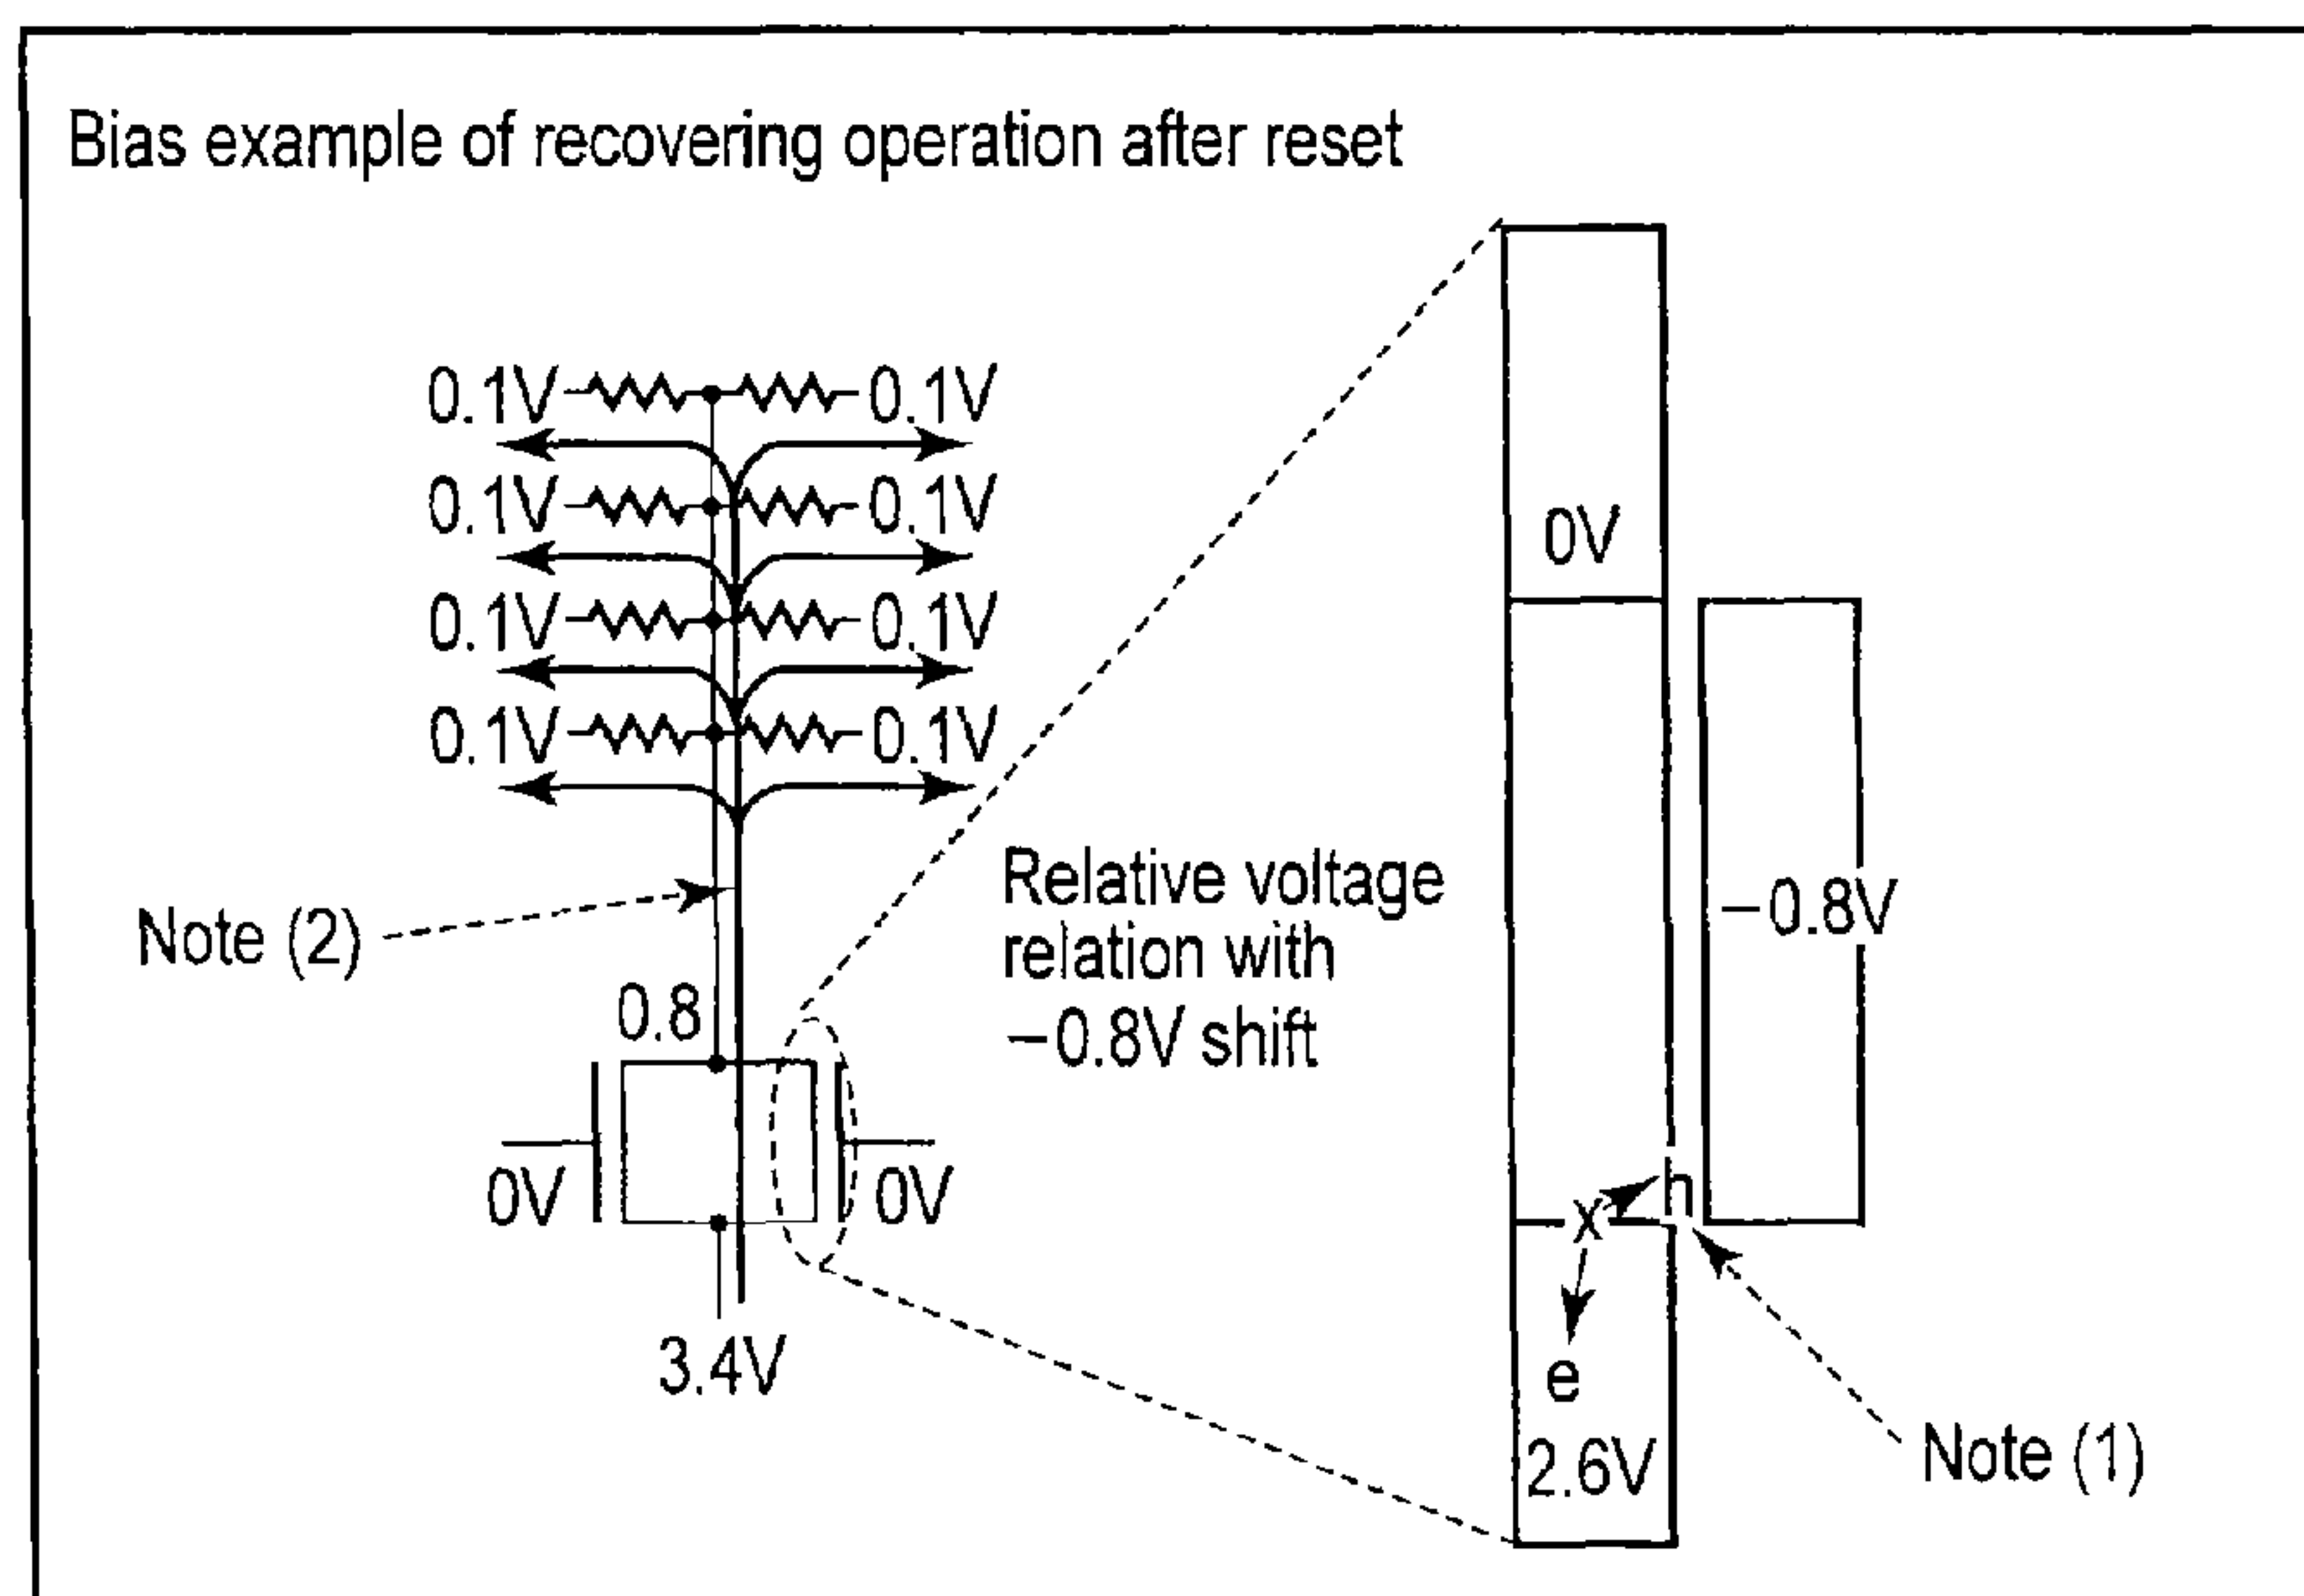 Bias example of recovering operation after reset
0.1V 0.1V
0.1V 0.1V
0.1V 0.1V
0.1V 0.1V
0V
Relative voltage
relation with
−0.8V shift
−0.8V
Note (2)
0.8
0V 0V
3.4V
x h
e
2.6V
Note (1)